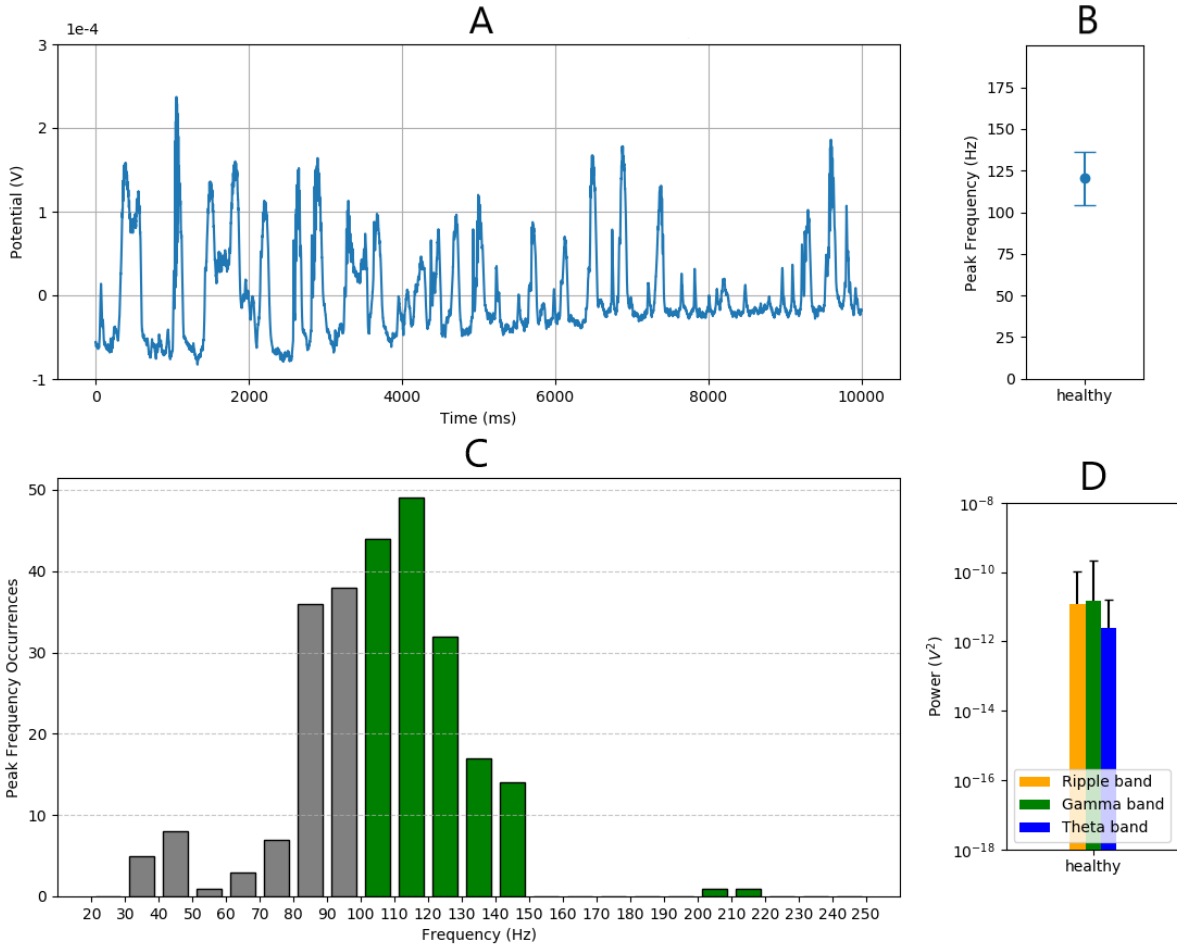 A
1e-4
3
2
1
0
-1
Potential (V)
0 2000 4000 6000 8000 10000
Time (ms)
B
175
150
125
100
75
50
25
0
Peak Frequency (Hz)
healthy
C
50
40
30
20
10
0
Peak Frequency Occurrences
20 30 40 50 60 70 80 90 100 110 120 130 140 150 160 170 180 190 200 210 220 230 240 250
Frequency (Hz)
D
10⁻⁸
10⁻¹⁰
10⁻¹²
10⁻¹⁴
10⁻¹⁶
10⁻¹⁸
Power (V²)
Ripple band
Gamma band
Theta band
healthy